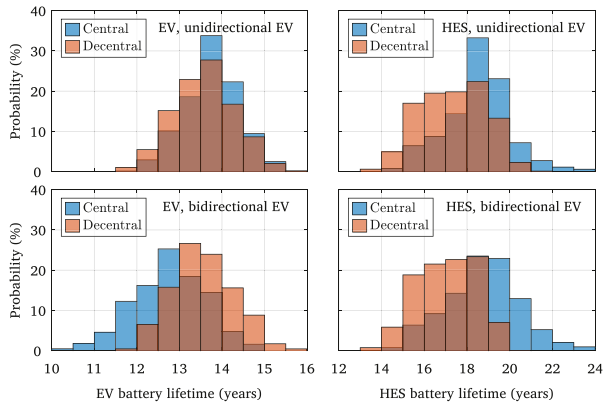 40
30
20
10
0
Probability (%)
Central
Decentral
EV, unidirectional EV
Central
Decentral
HES, unidirectional EV
40
30
20
10
0
Probability (%)
Central
Decentral
EV, bidirectional EV
Central
Decentral
HES, bidirectional EV
10 11 12 13 14 15 16
12 14 16 18 20 22 24
EV battery lifetime (years)
HES battery lifetime (years)